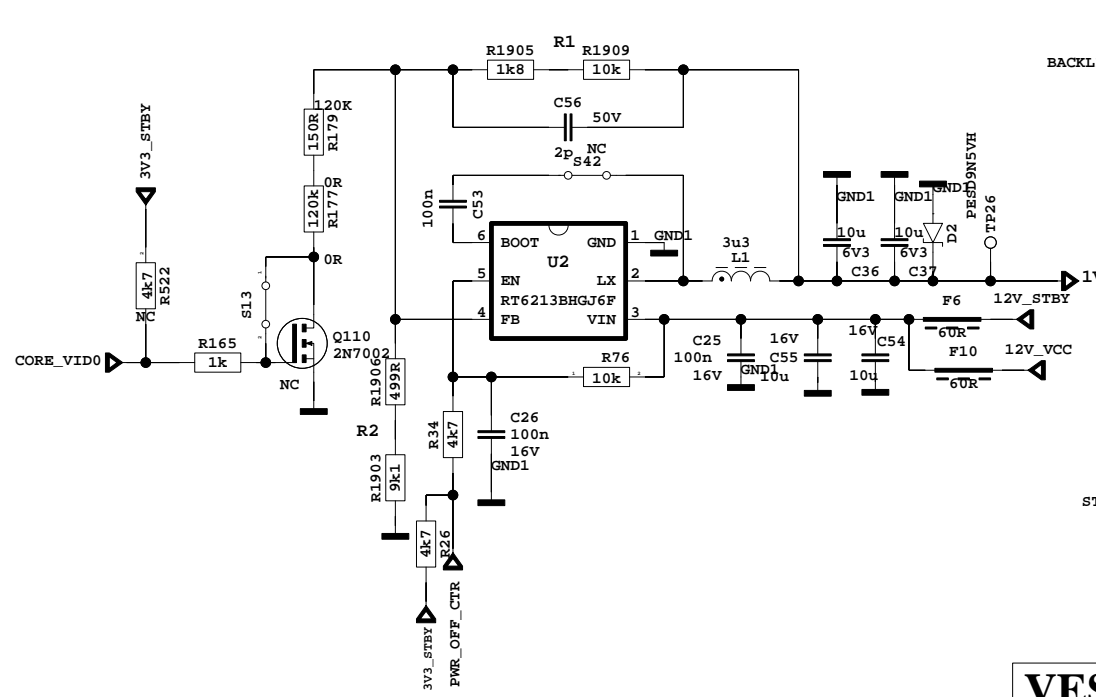 R1
R1905
R1909
1k8
10k
BACKL
C56
50V
2p
NC
S42
120K
150R
R179
3V3_STBY
0R
120k
R177
0R
100n
C53
6
BOOT
GND
1
GND1
U2
5
EN
LX
2
RT6213BHGJ6F
4
FB
VIN
3
3u3
L1
GND1
10u
6V3
C36
GND1
10u
6V3
C37
GND1
D2
PESD9N5VH
TP26
1V
4k7
R522
NC
S13
CORE_VID0
R165
1k
Q110
2N7002
NC
R1906
499R
R2
R1903
9k1
R76
10k
C25
100n
16V
GND1
16V
C55
10u
16V
C54
10u
F6
60R
12V_STBY
F10
60R
12V_VCC
R34
4k7
C26
100n
16V
GND1
4k7
R26
3V3_STBY
PWR_OFF_CTR
ST
VES